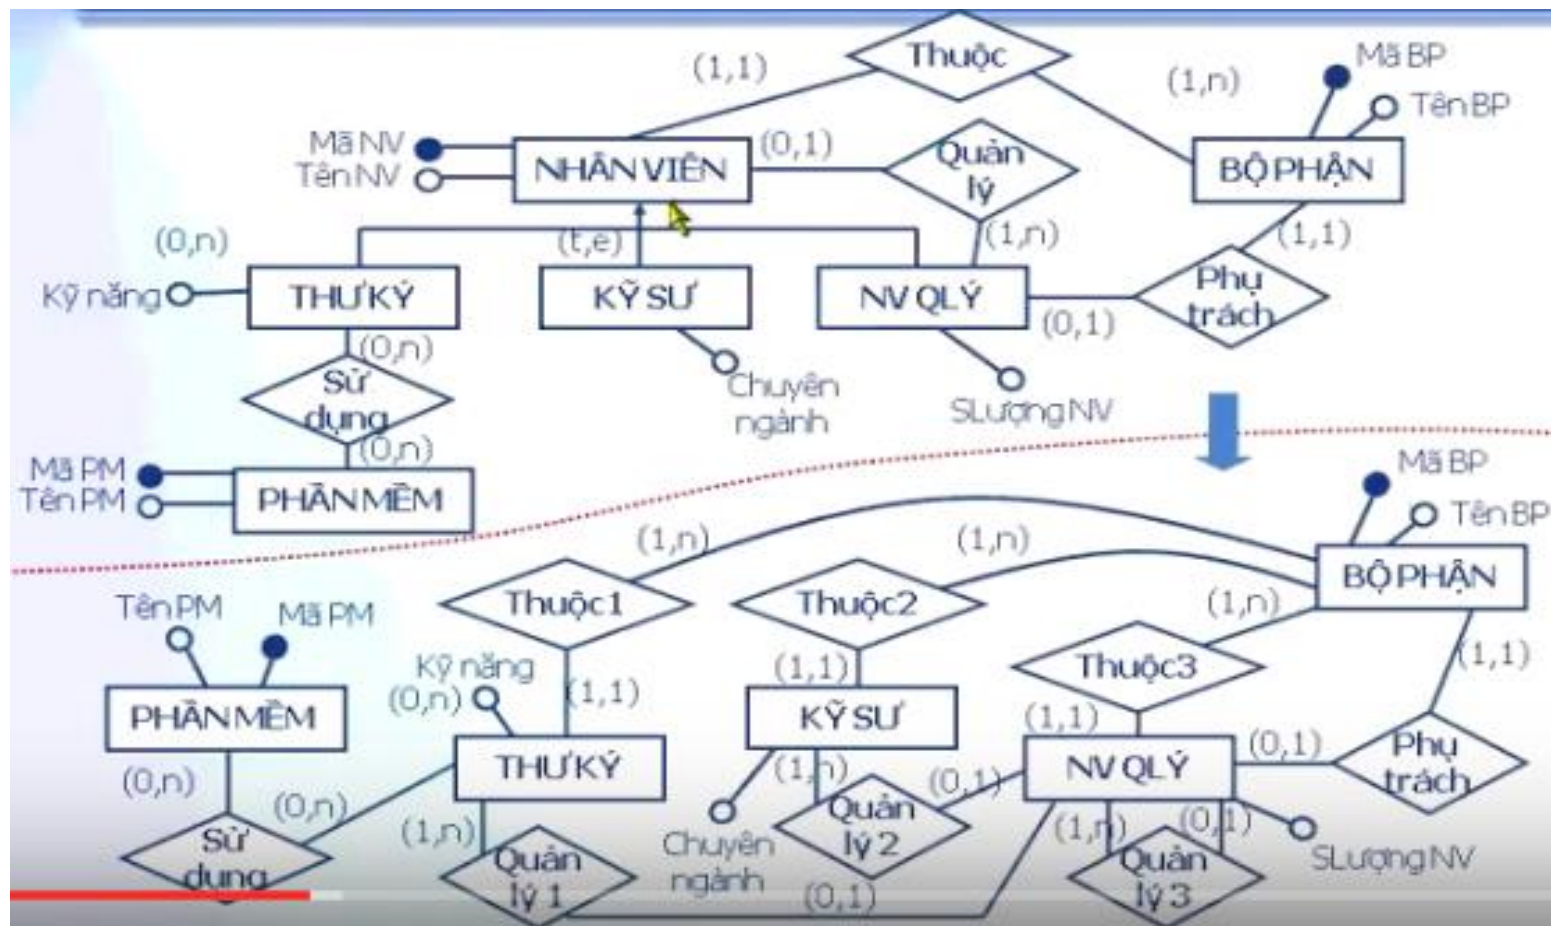 Thuộc
(1,1)
(1,n)
Mã BP
Tên BP
Mã NV
Tên NV
NHÂN VIÊN
(0,1)
Quản
lý
BỘ PHẬN
(0,n)
(t,e)
(1,n)
(1,1)
Kỹ năng
THƯ KÝ
KỸ SƯ
NV QLÝ
Phụ
trách
(0,1)
(0,n)
Sử
dụng
Chuyên
ngành
SLượng NV
(0,n)
Mã PM
Tên PM
PHẦN MỀM
Mã BP
Tên BP
(1,n)
(1,n)
BỘ PHẬN
Tên PM
Mã PM
Thuộc1
Thuộc2
(1,n)
Kỹ năng
(0,n)
(1,1)
(1,1)
Thuộc3
(1,1)
PHẦN MỀM
KỸ SƯ
(1,1)
THƯ KÝ
NV QLÝ
(0,1)
Phụ
trách
(0,n)
(0,n)
(1,n)
(0,1)
Sử
dụng
(1,n)
Quản
lý 1
Chuyên
ngành
Quản
lý 2
(1,n)
(0,1)
Quản
lý 3
SLượng NV
(0,1)